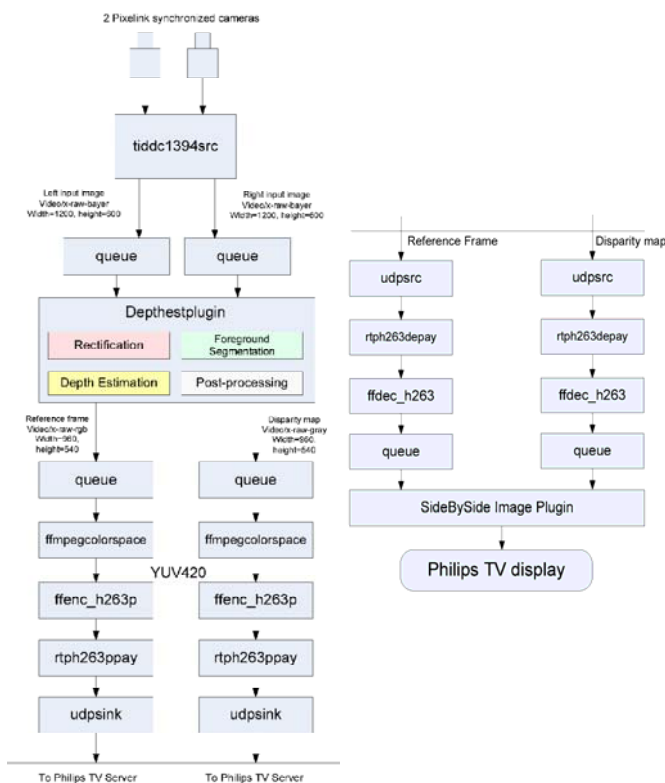 2 Pixelink synchronized cameras
tiddc1394src
Left input image
Video/x-raw-bayer
Width=1200, height=600
Right input image
Video/x-raw-bayer
Width=1200, height=600
queue
queue
Depthestplugin
Rectification
Foreground
Segmentation
Depth Estimation
Post-processing
Reference frame
Video/x-raw-rgb
Width=960,
height=540
Disparity map
Video/x-raw-gray
Width=960,
height=540
queue
queue
ffmpegcolorspace
ffmpegcolorspace
YUV420
ffenc_h263p
ffenc_h263p
rtph263ppay
rtph263ppay
udpsink
udpsink
To Philips TV Server
To Philips TV Server
Reference Frame
Disparity map
udpsrc
udpsrc
rtph263depay
rtph263depay
ffdec_h263
ffdec_h263
queue
queue
SideBySide Image Plugin
Philips TV display